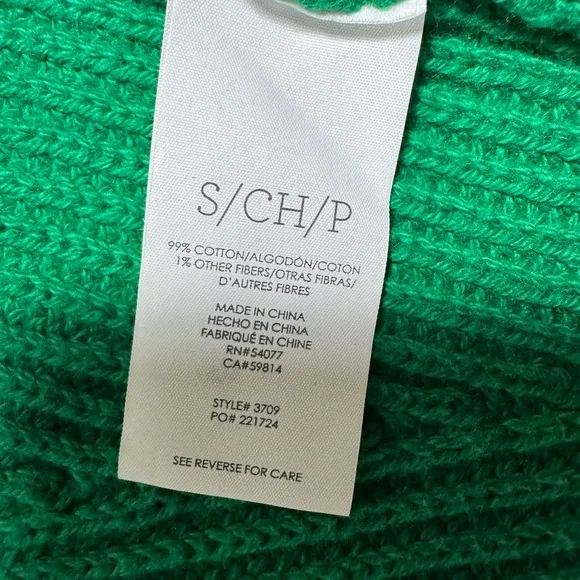 S/CH/P
99% COTTON/ALGODÓN/COTON
1% OTHER FIBERS/OTRAS FIBRAS/
D'AUTRES FIBRES
MADE IN CHINA
HECHO EN CHINA
FABRIQUÉ EN CHINE
RN#54077
CA#59814
STYLE# 3709
PO# 221724
SEE REVERSE FOR CARE